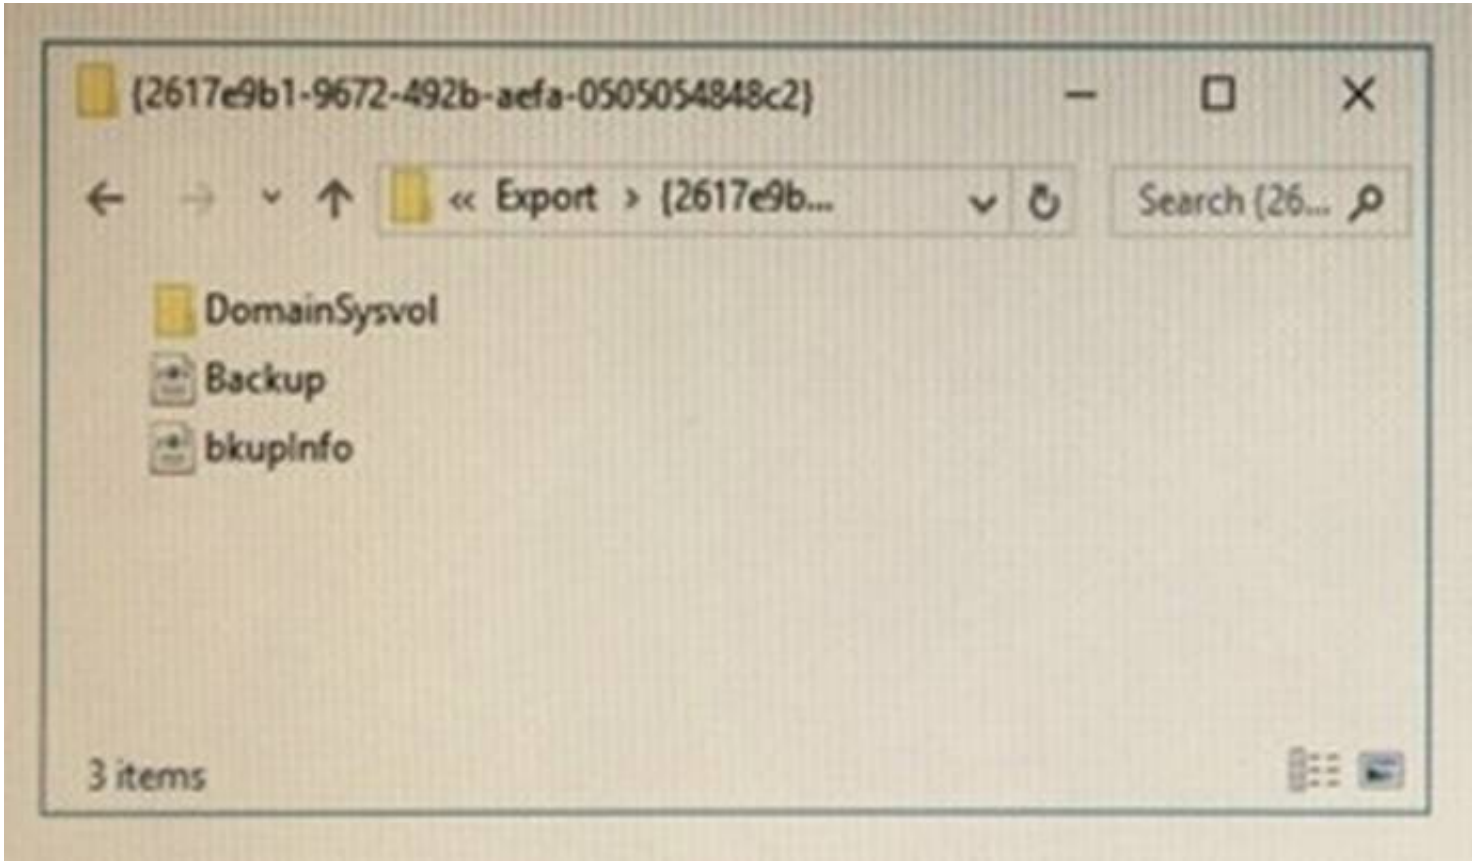 {2617e9b1-9672-492b-aefa-0505054848c2}
« Export > {2617e9b...
Search {26...
DomainSysvol
Backup
bkupInfo
3 items